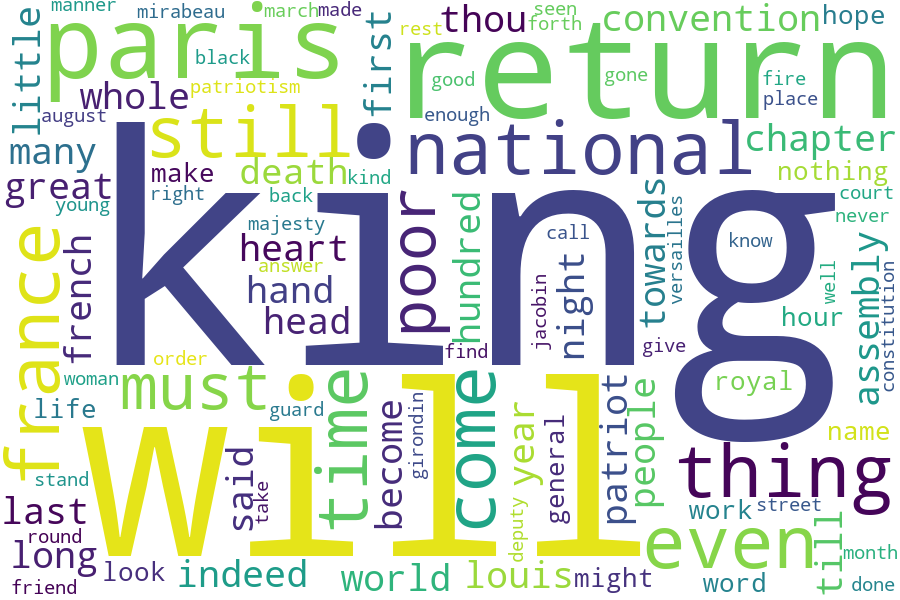 manner
mirabeau
march
made
seen
forth
thou
rest
convention
hope
paris
return
little
black
first
patriotism
good
gone
fire
place
whole
august
enough
still
national
chapter
many
death
kind
nothing
great
make
right
back
court
young
never
majesty
king
poor
hundred
towards
versailles
call
know
heart
answer
french
france
hand
head
night
jacobin
hour
well
assembly
constitution
order
find
give
woman
must
royal
life
guard
time
become
girondin
come
year
general
patriot
people
name
will
thing
stand
said
take
last
work
street
round
deputy
even
till
long
month
look
indeed
world
louis
might
word
done
friend